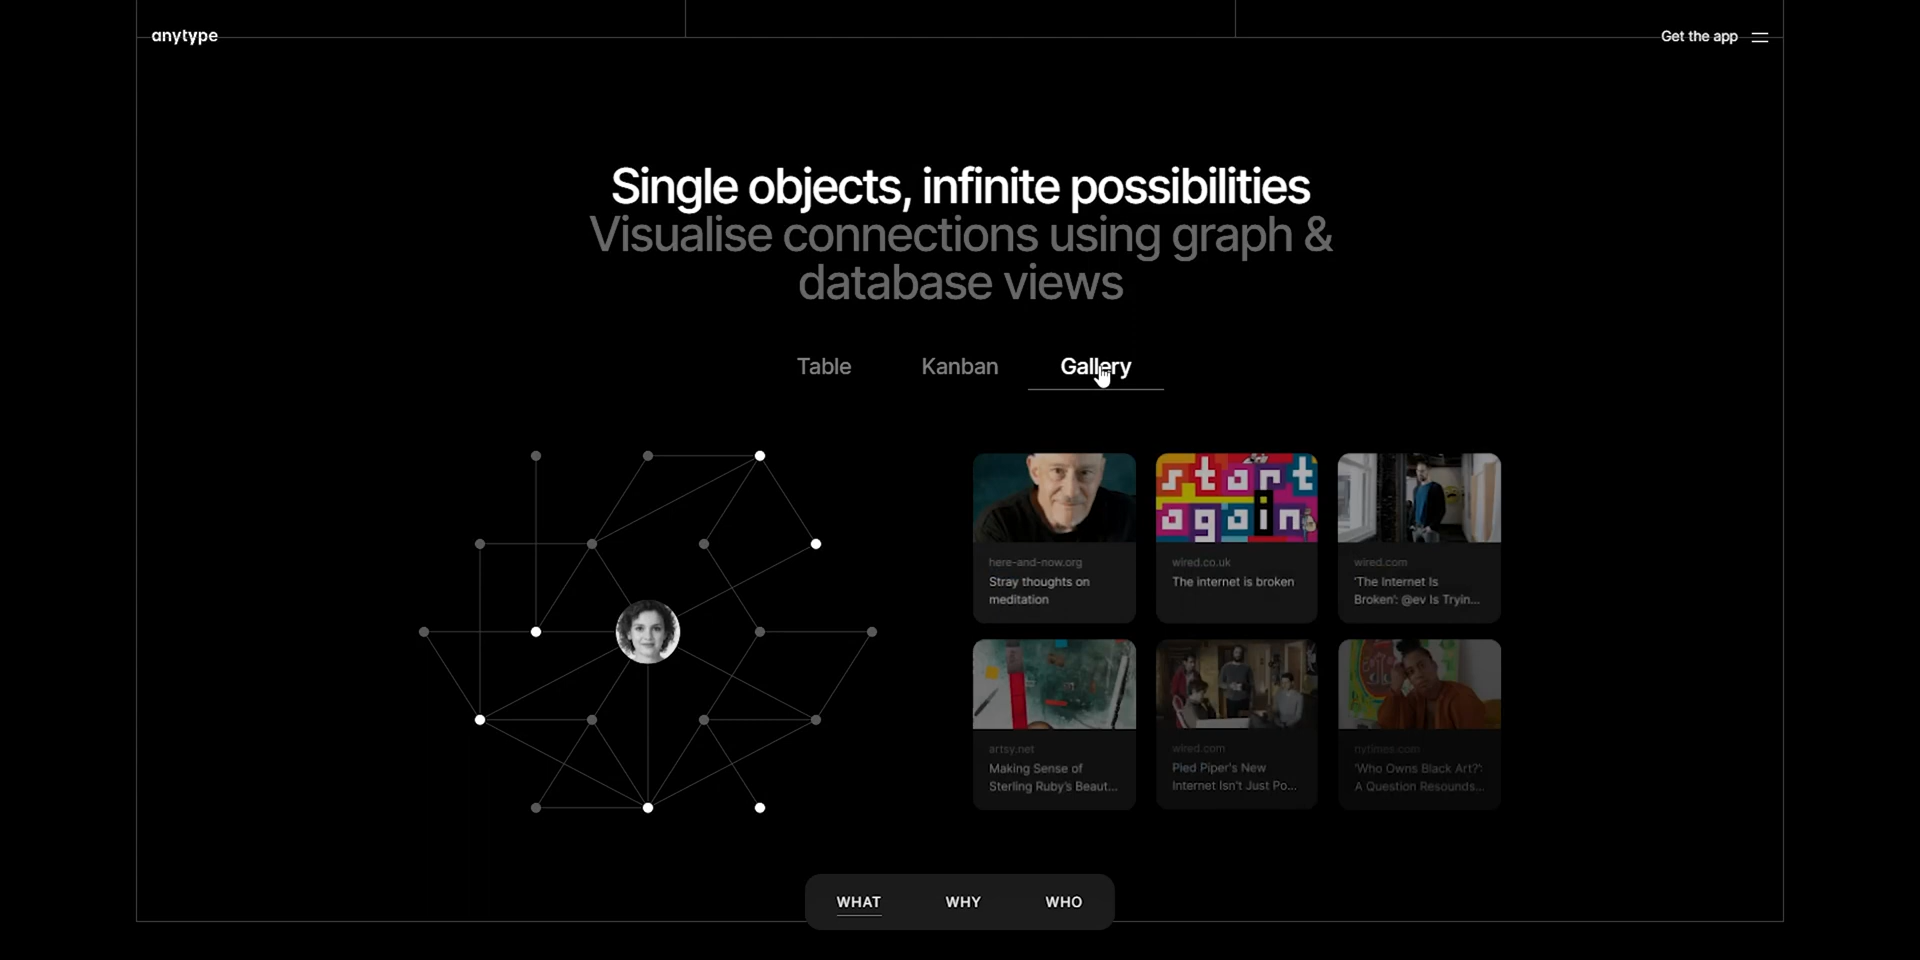 anytype
Get the app
Single objects, infinite possibilities
Visualise connections using graph &
database views
Table
Kanban
Gallery
start
again
here-and-now.org
Stray thoughts on
meditation
wired.co.uk
The internet is broken
wired.com
'The Internet Is
Broken': @ev Is Tryin...
artsy.net
Making Sense of
Sterling Ruby's Beaut...
wired.com
Pied Piper's New
Internet Isn't Just Po...
nytimes.com
'Who Owns Black Art?':
A Question Resounds...
WHAT
WHY
WHO